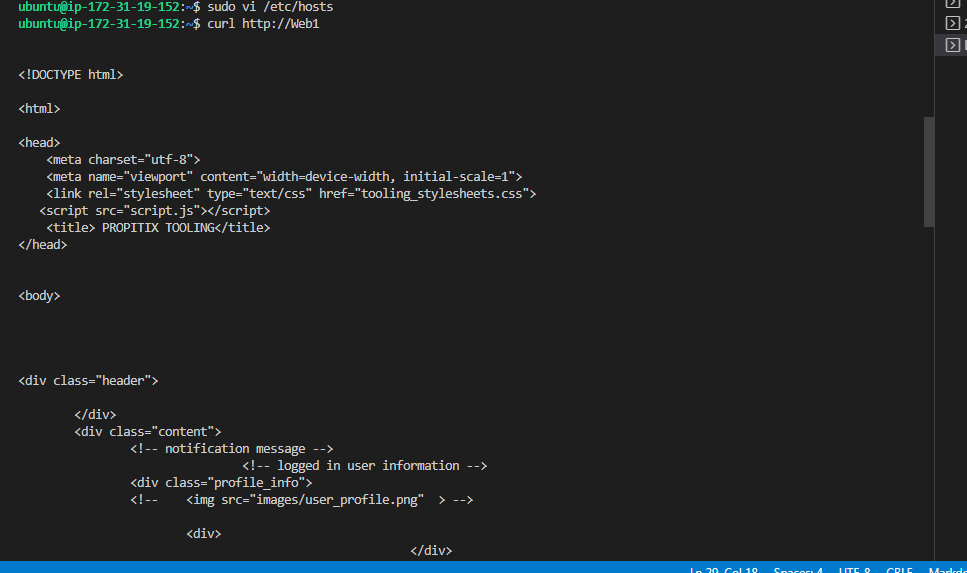 ubuntu@ip-172-31-19-152:~$ sudo vi /etc/hosts
ubuntu@ip-172-31-19-152:~$ curl http://Web1
<!DOCTYPE html>
<html>
<head>
    <meta charset="utf-8">
    <meta name="viewport" content="width=device-width, initial-scale=1">
    <link rel="stylesheet" type="text/css" href="tooling_stylesheets.css">
   <script src="script.js"></script>
    <title> PROPITIX TOOLING</title>
</head>
<body>
<div class="header">
        </div>
        <div class="content">
                <!-- notification message -->
                                <!-- logged in user information -->
                <div class="profile_info">
                <!--    <img src="images/user_profile.png"  > -->
                        <div>
                                                        </div>
Ln 29, Col 18 Spaces: 4 UTF-8 CRLF